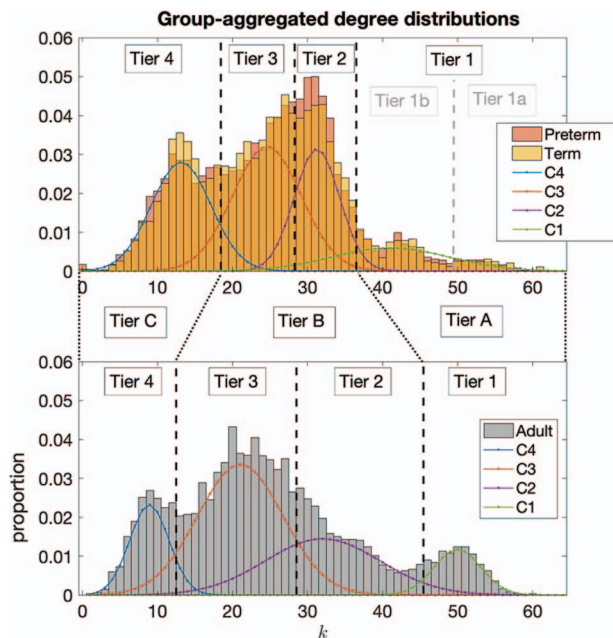 Group-aggregated degree distributions
0.06
0.05
0.04
0.03
0.02
0.01
0
Tier 4
Tier 3
Tier 2
Tier 1
Tier 1b
Tier 1a
Preterm
Term
C4
C3
C2
C1
0 10 20 30 40 50 60
Tier C
Tier B
Tier A
0.06
0.05
0.04
0.03
0.02
0.01
0
proportion
Tier 4
Tier 3
Tier 2
Tier 1
Adult
C4
C3
C2
C1
0 10 20 30 40 50 60
k